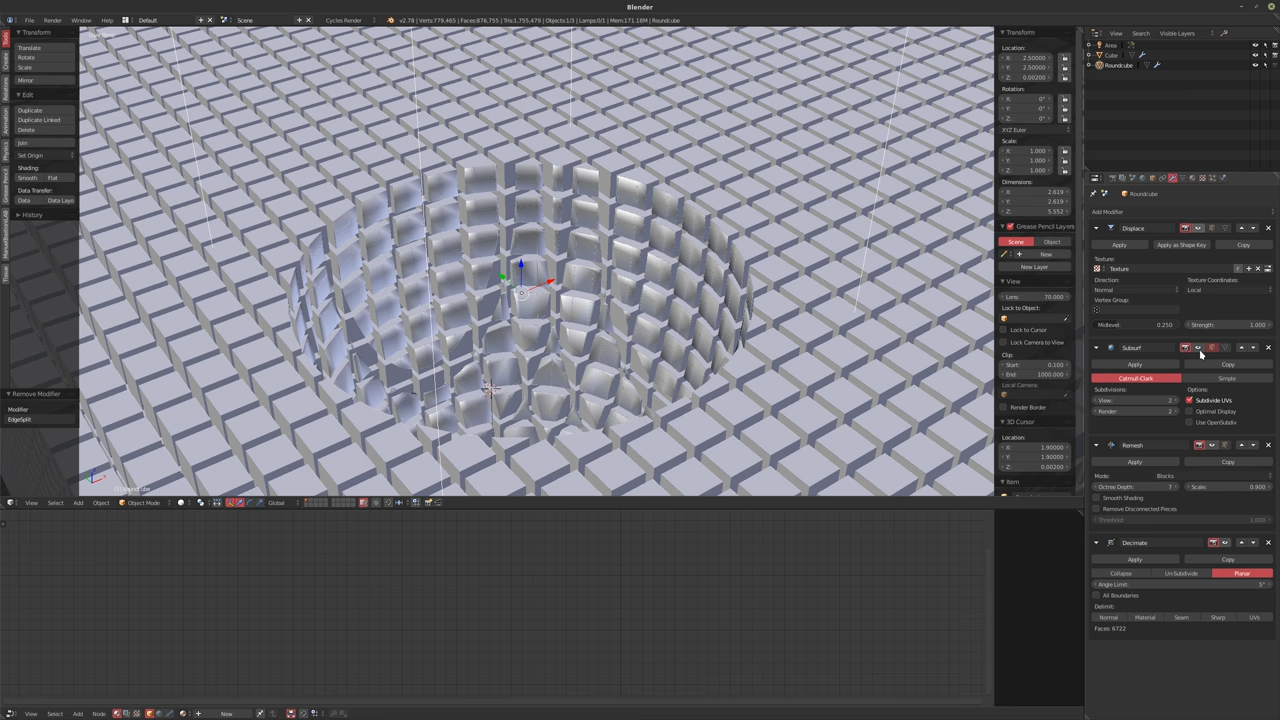 Blender
File Render Window Help Default Scene Cycles Render v2.78 | Verts:779,465 | Faces:876,755 | Tris:1,755,479 | Objects:1/3 | Lamps:0/1 | Mem:171.18M | Roundcube
Transform
Translate
Rotate
Scale
Mirror
Edit
Duplicate
Duplicate Linked
Delete
Join
Set Origin
Shading:
Smooth Flat
Data Transfer:
Data Data Layo
History
Tools
Create
Relations
Animation
Physics
Grease Pencil
Tissue
Remove Modifier
Modifier
EdgeSplit
Transform
Location:
X: 2.50000
Y: 2.50000
Z: 0.00200
Rotation:
X: 0°
Y: -0°
Z: 0°
XYZ Euler
Scale:
X: 1.000
Y: 1.000
Z: 1.000
Dimensions:
X: 2.619
Y: 2.619
Z: 5.552
Grease Pencil Layers
Scene Object
New
New Layer
View
Lens: 70.000
Lock to Object:
Lock to Cursor
Lock Camera to View
Clip:
Start: 0.100
End: 1000.000
Local Camera:
Render Border
3D Cursor
Location:
X: 1.90000
Y: 1.90000
Z: 0.00200
Item
View Select Add Object Object Mode Global
View Select Add Node New
View Search Visible Layers
Area
Cube
Roundcube
Roundcube
Add Modifier
Displace
Apply Apply as Shape Key Copy
Texture:
Texture F
Direction: Texture Coordinates:
Normal Local
Vertex Group:
Midlevel: 0.250 Strength: 1.000
Subsurf
Apply Copy
Catmull-Clark Simple
Subdivisions: Options:
View: 2 Subdivide UVs
Render: 2 Optimal Display
Use OpenSubdiv
Remesh
Apply Copy
Mode: Blocks
Octree Depth: 7 Scale: 0.900
Smooth Shading
Remove Disconnected Pieces
Threshold: 1.000
Decimate
Apply Copy
Collapse Un-Subdivide Planar
Angle Limit: 5°
All Boundaries
Delimit:
Normal Material Seam Sharp UVs
Faces: 6722